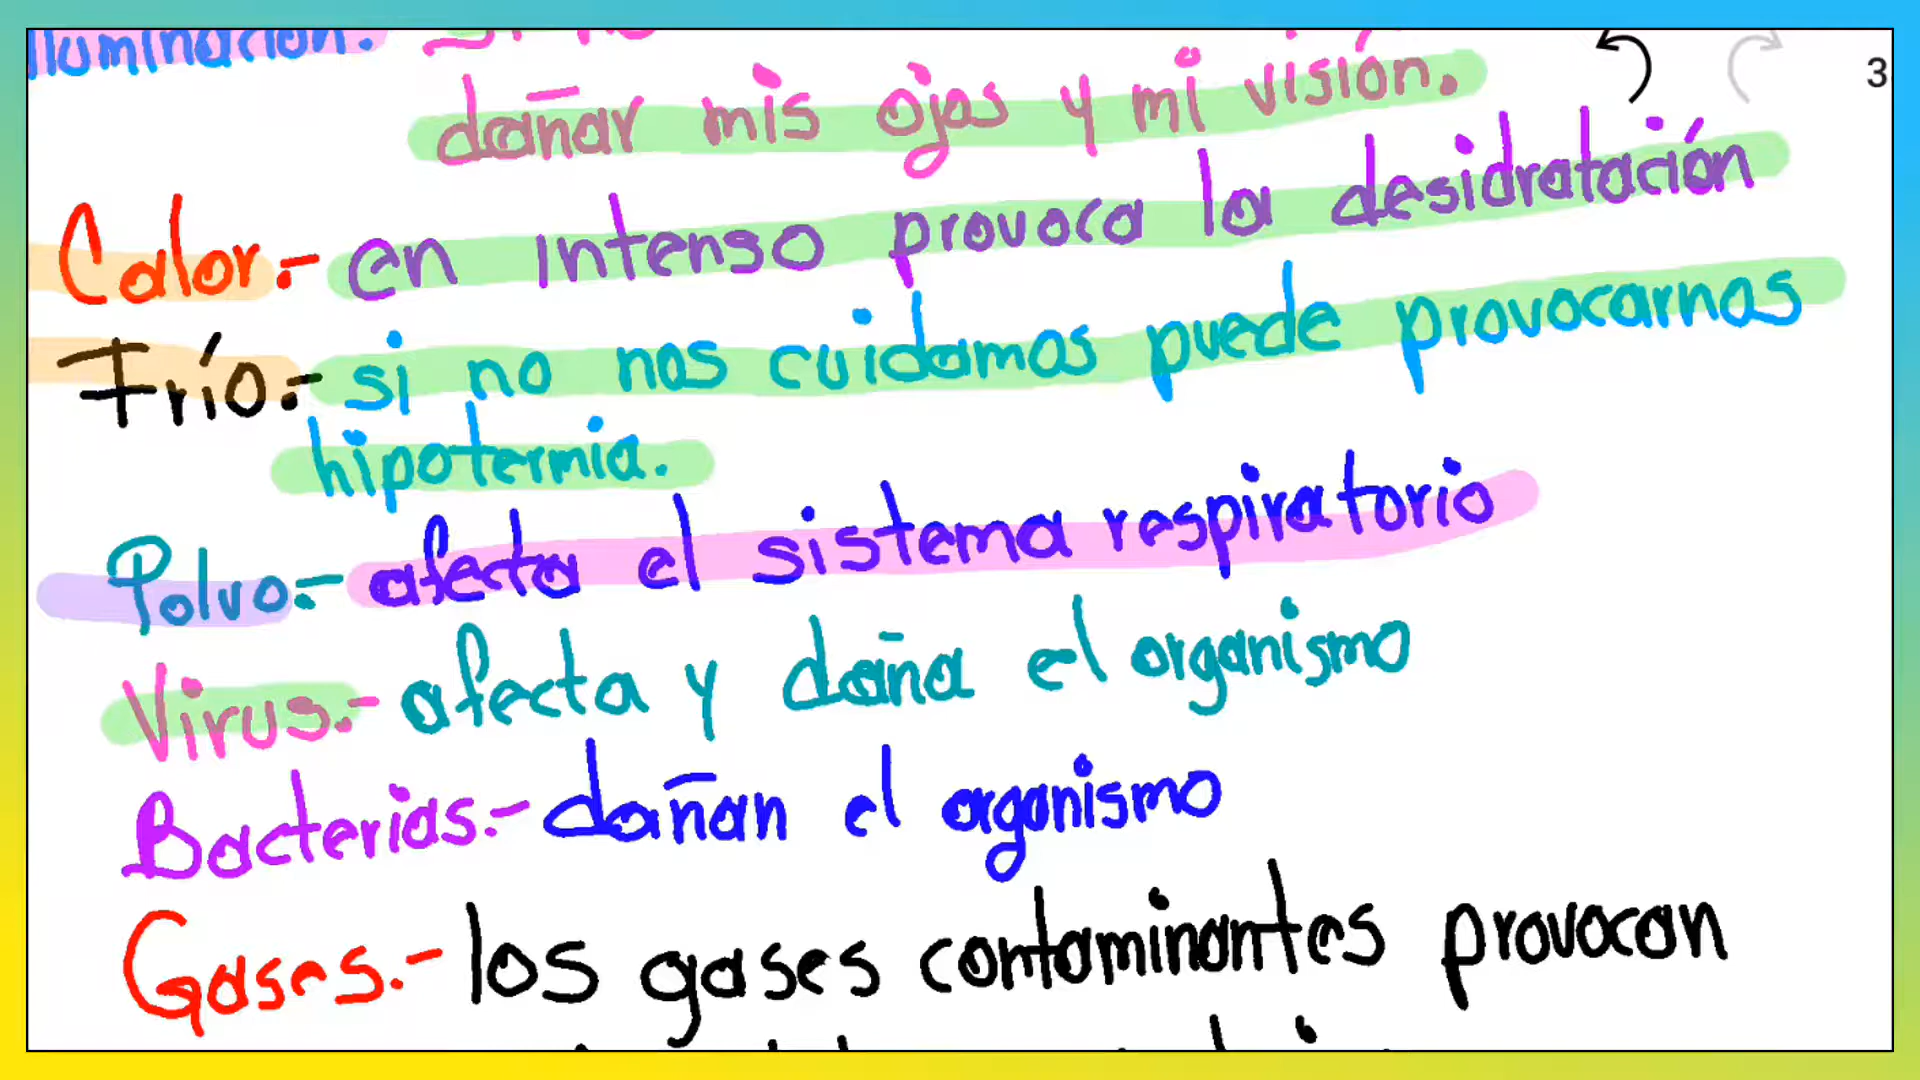 Iluminación.
dañar mis ojos y mi visión.
3
Calor.- en intenso provoca la desidratación
Frío.- si no nos cuidamos puede provocarnos
hipotermia.
Polvo.- afecta el sistema respiratorio
Virus.- afecta y daña el organismo
Bacterias.- dañan el organismo
Gases.- los gases contaminantes provocan